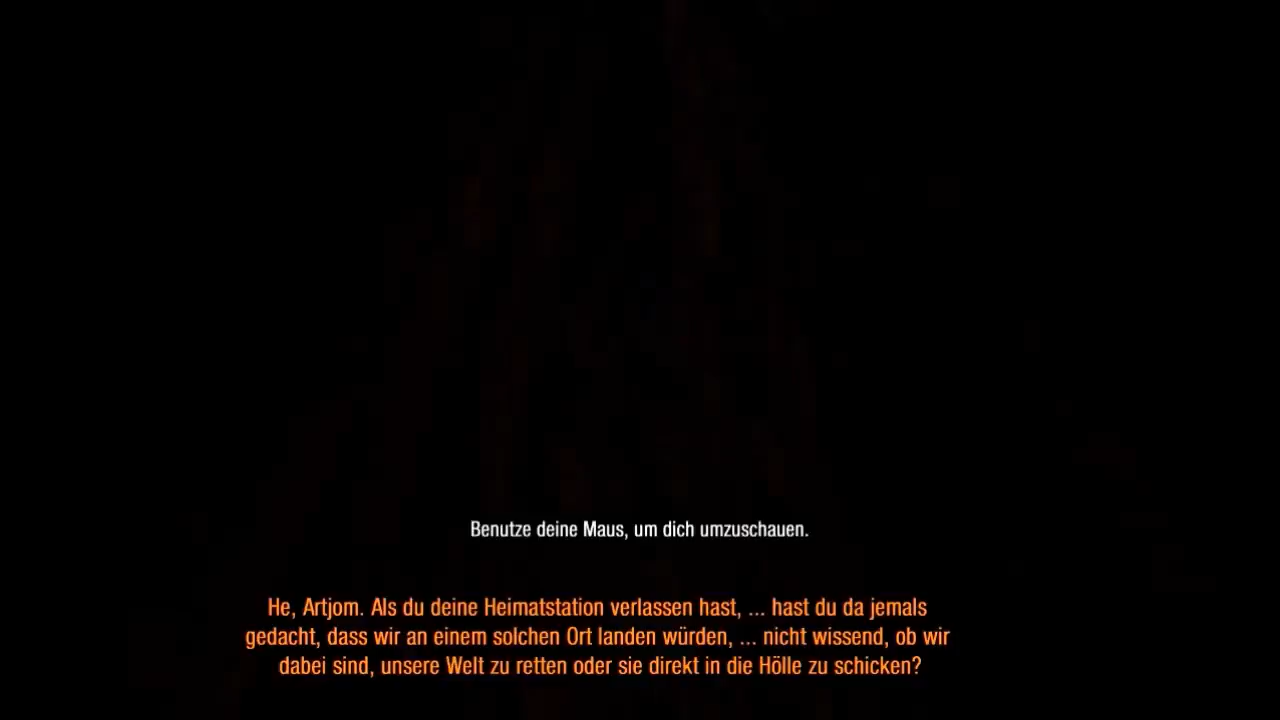 Benutze deine Maus, um dich umzuschauen.
He, Artjom. Als du deine Heimatstation verlassen hast, ... hast du da jemals
gedacht, dass wir an einem solchen Ort landen würden, ... nicht wissend, ob wir
dabei sind, unsere Welt zu retten oder sie direkt in die Hölle zu schicken?